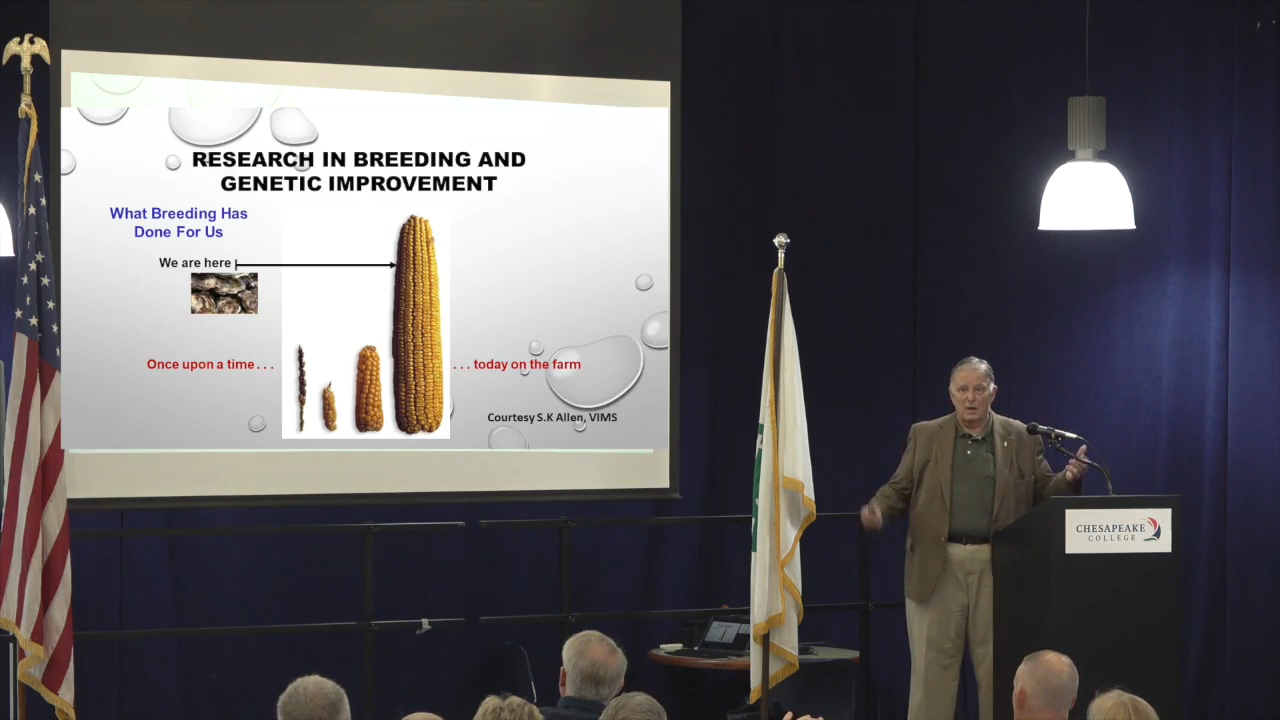 RESEARCH IN BREEDING AND
GENETIC IMPROVEMENT
What Breeding Has
Done For Us
We are here
Once upon a time . . .
. . . today on the farm
Courtesy S.K Allen, VIMS
CHESAPEAKE
COLLEGE